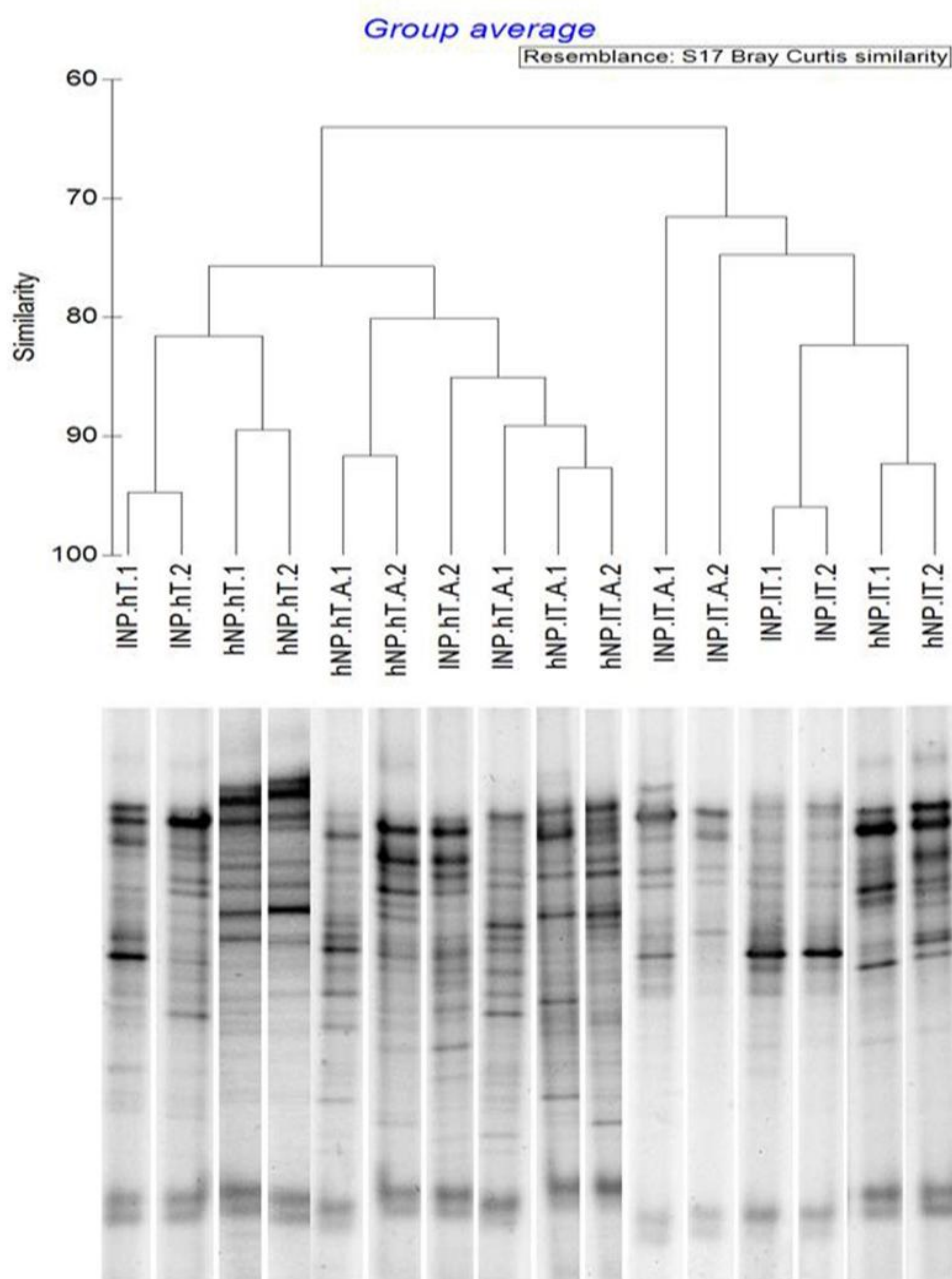 Group average
Resemblance: S17 Bray Curtis similarity
60
70
80
90
100
Similarity
lNP.hT.1
lNP.hT.2
hNP.hT.1
hNP.hT.2
hNP.hT.A.1
hNP.hT.A.2
lNP.hT.A.2
lNP.hT.A.1
hNP.lT.A.1
hNP.lT.A.2
lNP.lT.A.1
lNP.lT.A.2
lNP.lT.1
lNP.lT.2
hNP.lT.1
hNP.lT.2